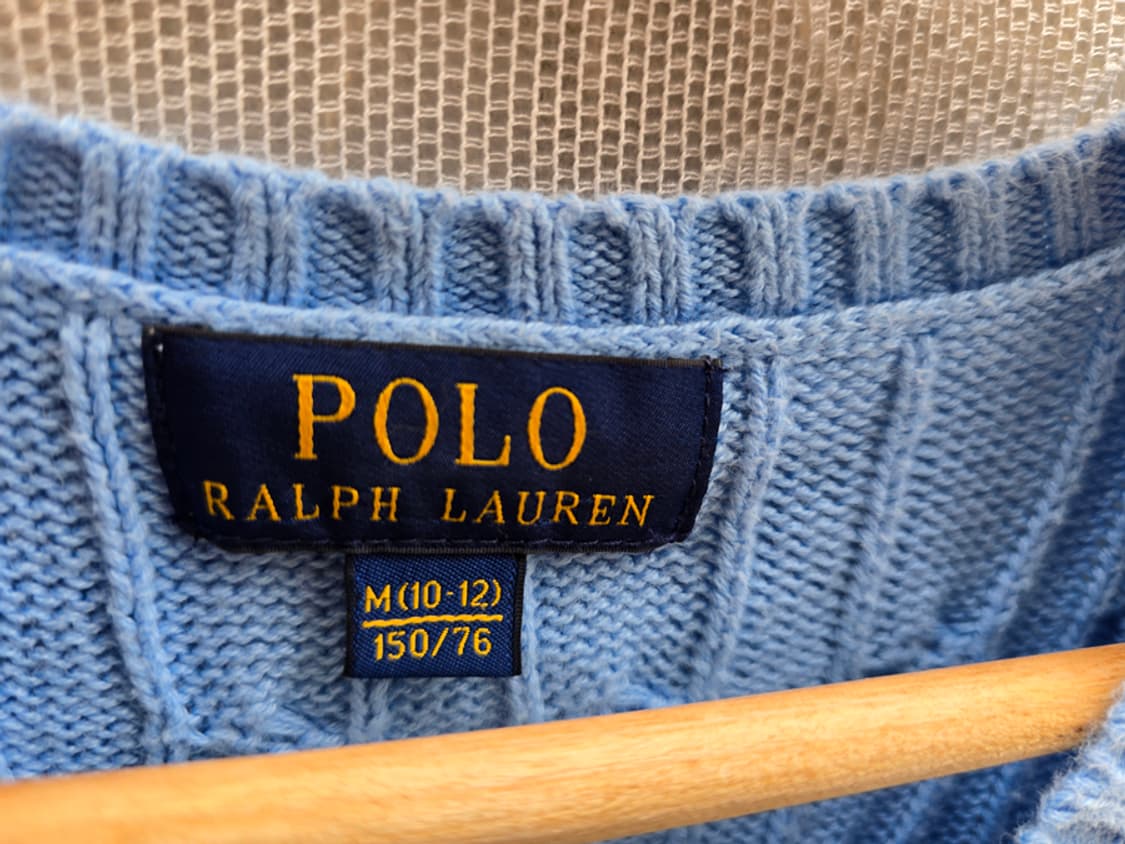 POLO
RALPH LAUREN
M (10-12)
150/76